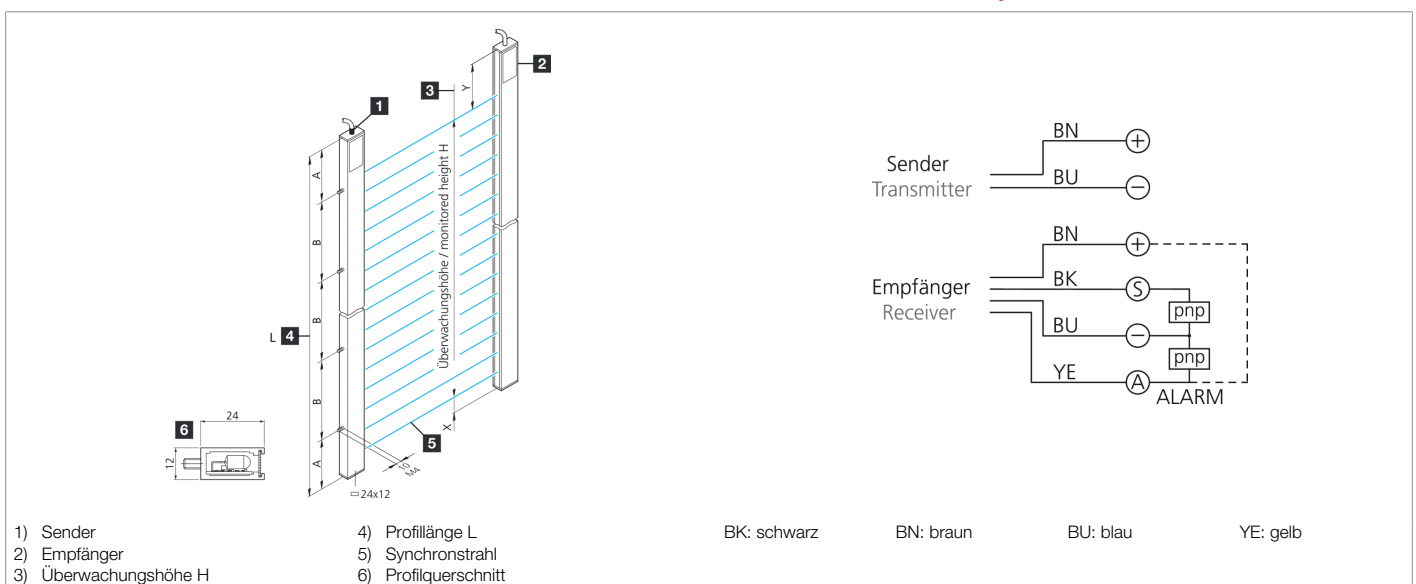 1
2
3
Y
A
B
Überwachungshöhe / monitored height H
B
L 4
B
X
5
A
10
M4
24x12
6
24
12
BN
+
Sender
Transmitter
BU
−
BN
+
Empfänger
Receiver
BK
S
pnp
BU
−
pnp
YE
A
ALARM
1) Sender
2) Empfänger
3) Überwachungshöhe H
4) Profillänge L
5) Synchronstrahl
6) Profilquerschnitt
BK: schwarz BN: braun BU: blau YE: gelb